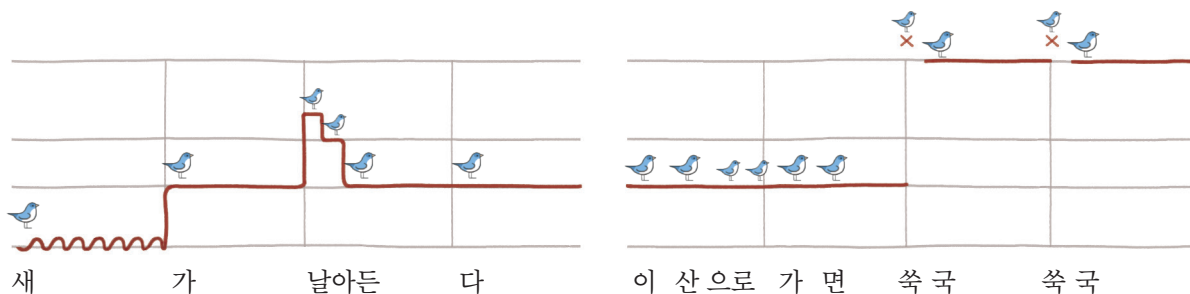 새 가 날아든 다
이 산 으로 가 면 쑥 국 쑥 국